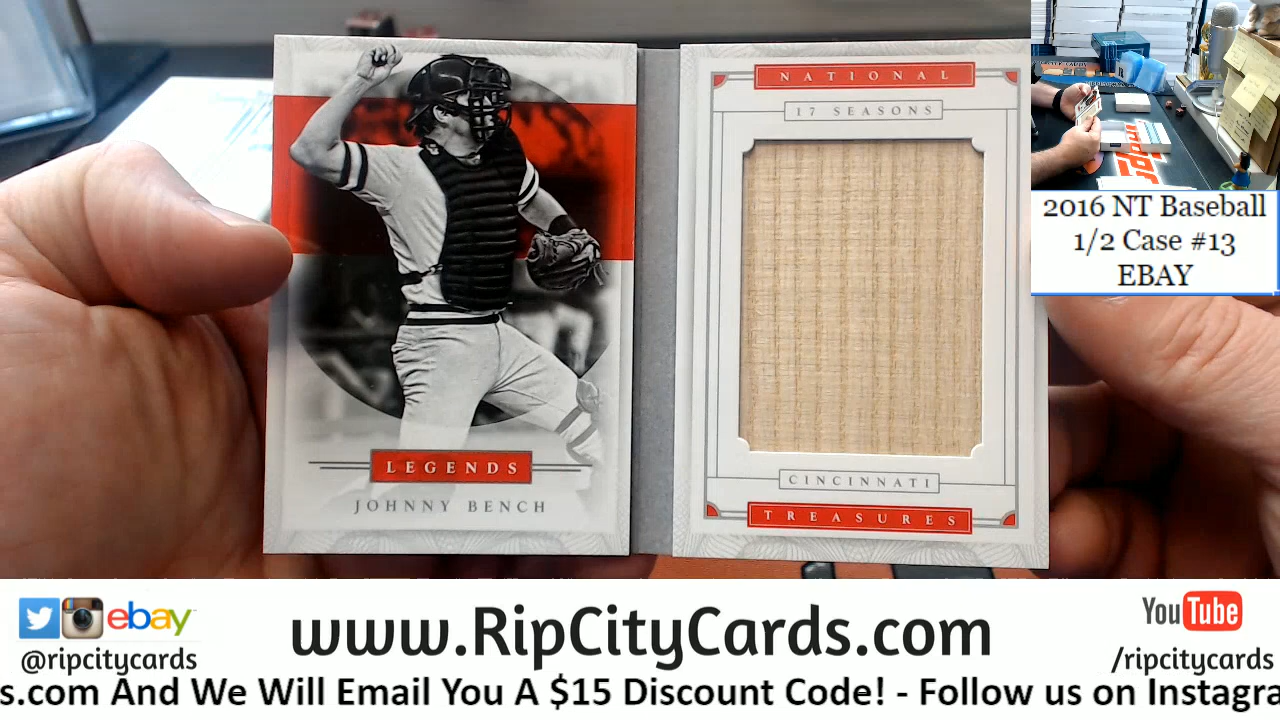 NATIONAL
17 SEASONS
LEGENDS
JOHNNY BENCH
CINCINNATI
TREASURES
2016 NT Baseball
1/2 Case #13
EBAY
ebay
@ripcitycards
www.RipCityCards.com
YouTube
/ripcitycards
s.com And We Will Email You A $15 Discount Code! - Follow us on Instagra